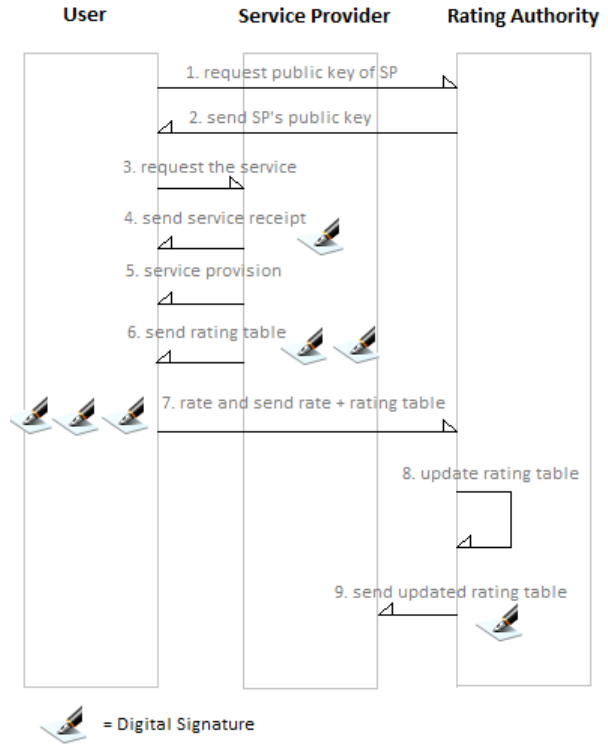 User Service Provider Rating Authority
1. request public key of SP
2. send SP's public key
3. request the service
4. send service receipt
5. service provision
6. send rating table
7. rate and send rate + rating table
8. update rating table
9. send updated rating table
= Digital Signature